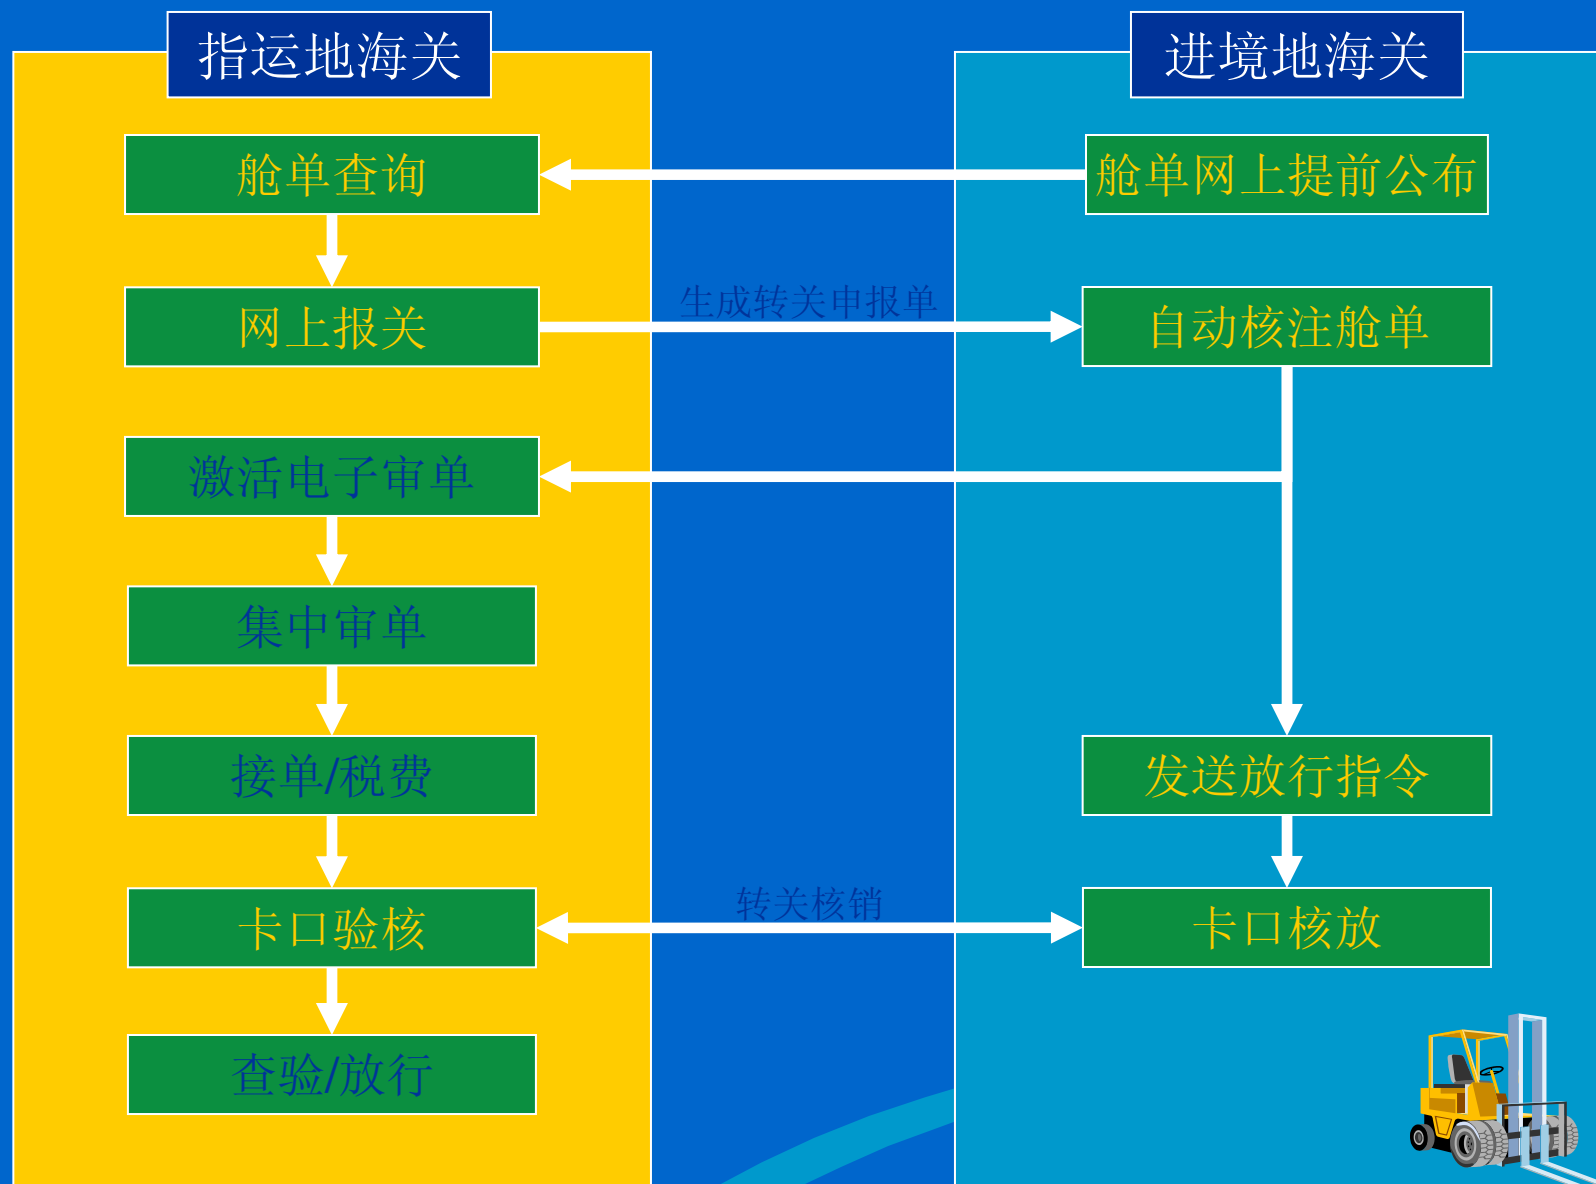 指运地海关
进境地海关
舱单查询
舱单网上提前公布
生成转关申报单
网上报关
自动核注舱单
激活电子审单
集中审单
接单/税费
发送放行指令
转关核销
卡口验核
卡口核放
查验/放行